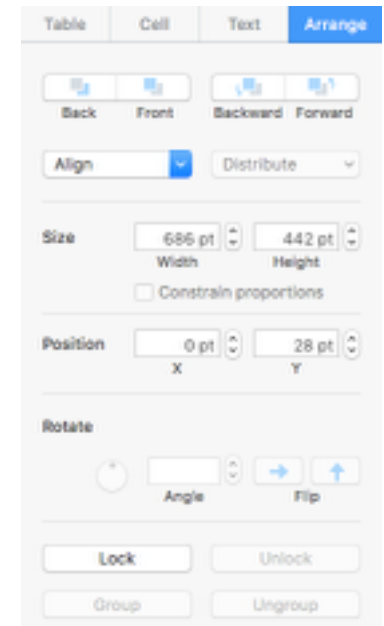 Table Cell Text Arrange
Back Front Backward Forward
Align Distribute
Size 686 pt 442 pt
Width Height
Constrain proportions
Position 0 pt 28 pt
X Y
Rotate
Angle Flip
Lock Unlock
Group Ungroup